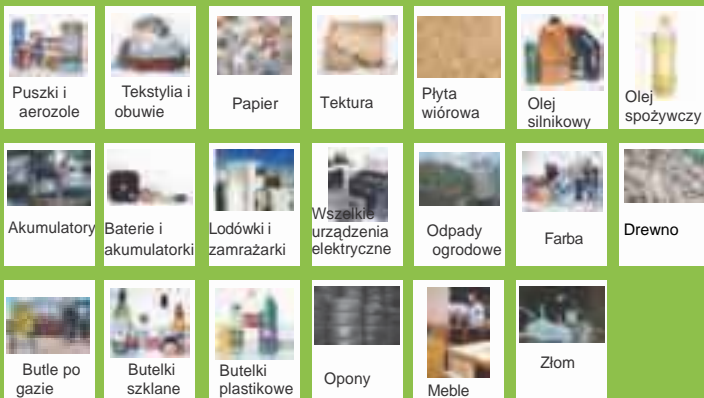 Puszki i
aerozole
Tekstylia i
obuwie
Papier
Tektura
Płyta
wiórowa
Olej
silnikowy
Olej
spożywczy
Akumulatory
Baterie i
akumulatorki
Lodówki i
zamrażarki
Wszelkie
urządzenia
elektryczne
Odpady
ogrodowe
Farba
Drewno
Butle po
gazie
Butelki
szklane
Butelki
plastikowe
Opony
Meble
Złom